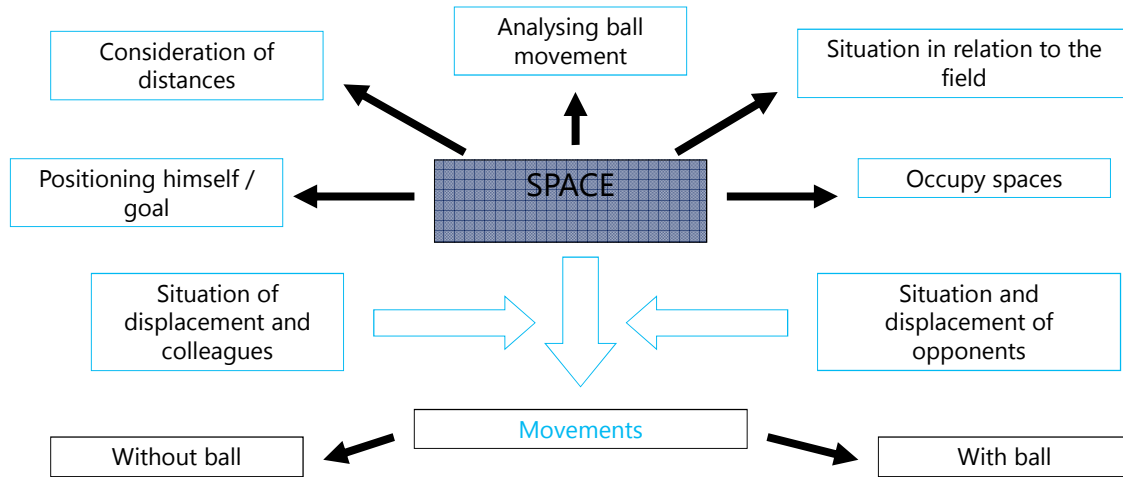 Analysing ball
movement
Consideration of
distances
Situation in relation to the
field
Positioning himself /
goal
SPACE
Occupy spaces
Situation of
displacement and
colleagues
Situation and
displacement of
opponents
Movements
Without ball
With ball